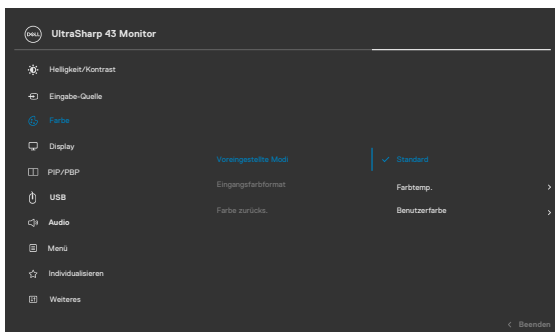 DELL UltraSharp 43 Monitor
Helligkeit/Kontrast
Eingabe-Quelle
Farbe
Display
PIP/PBP
USB
Audio
Menü
Individualisieren
Weiteres
Voreingestellte Modi
Eingangsfarbformat
Farbe zurücks.
Standard
Farbtemp.
Benutzerfarbe
Beenden